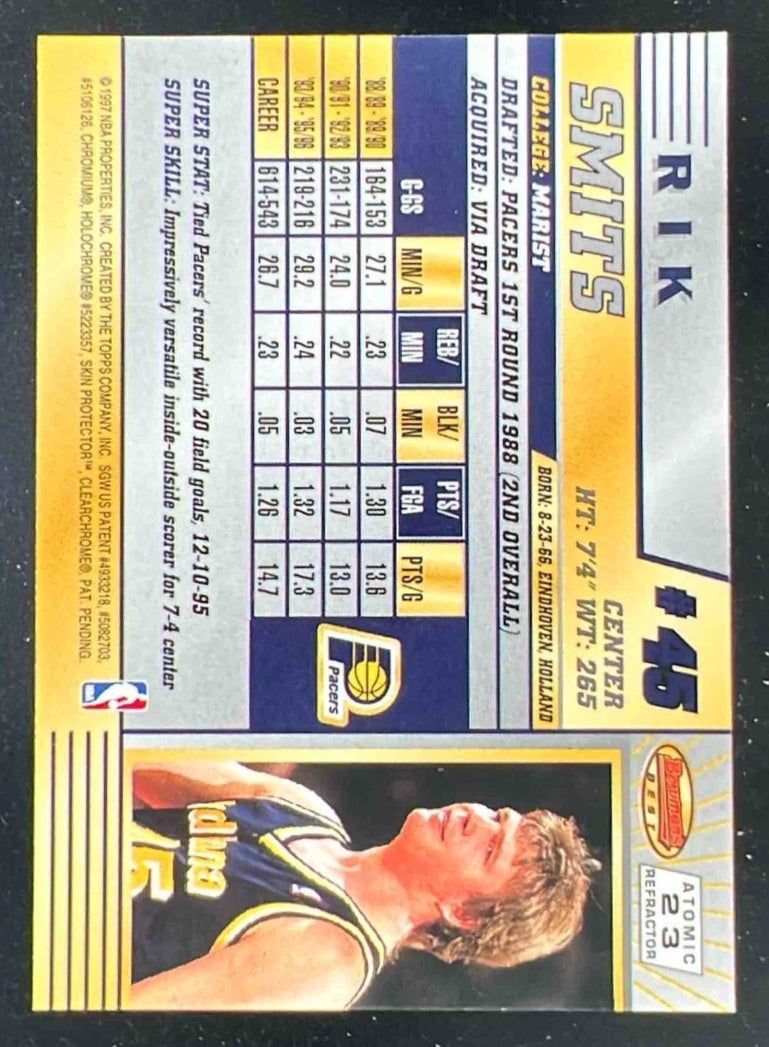 RIK
SMITS
#45
CENTER
HT: 7'4" WT: 265
COLLEGE: MARIST
BORN: 8-23-66, EINDHOVEN, HOLLAND
DRAFTED: PACERS 1ST ROUND 1988 (2ND OVERALL)
ACQUIRED: VIA DRAFT
G-GS MIN/G REB/MIN BLK/MIN PTS/FGA PTS/G
'88/89 - '89/90 164-153 27.1 .23 .07 1.30 13.6
'90/91 - '92/93 231-174 24.0 .22 .05 1.17 13.0
'93/94 - '95/96 219-216 29.2 .24 .03 1.32 17.3
CAREER 614-543 26.7 .23 .05 1.26 14.7
Pacers
SUPER STAT: Tied Pacers' record with 20 field goals, 12-10-95
SUPER SKILL: Impressively versatile inside-outside scorer for 7-4 center
© 1997 NBA PROPERTIES, INC. CREATED BY THE TOPPS COMPANY, INC. SGW US PATENT #4933218, #5082703,
#5106126, CHROMIUM®, HOLOCHROME® #5223357, SKIN PROTECTOR™, CLEARCHROME®, PAT. PENDING.
NBA
Bowman's
BEST
ATOMIC
23
REFRACTOR
ndiana
45